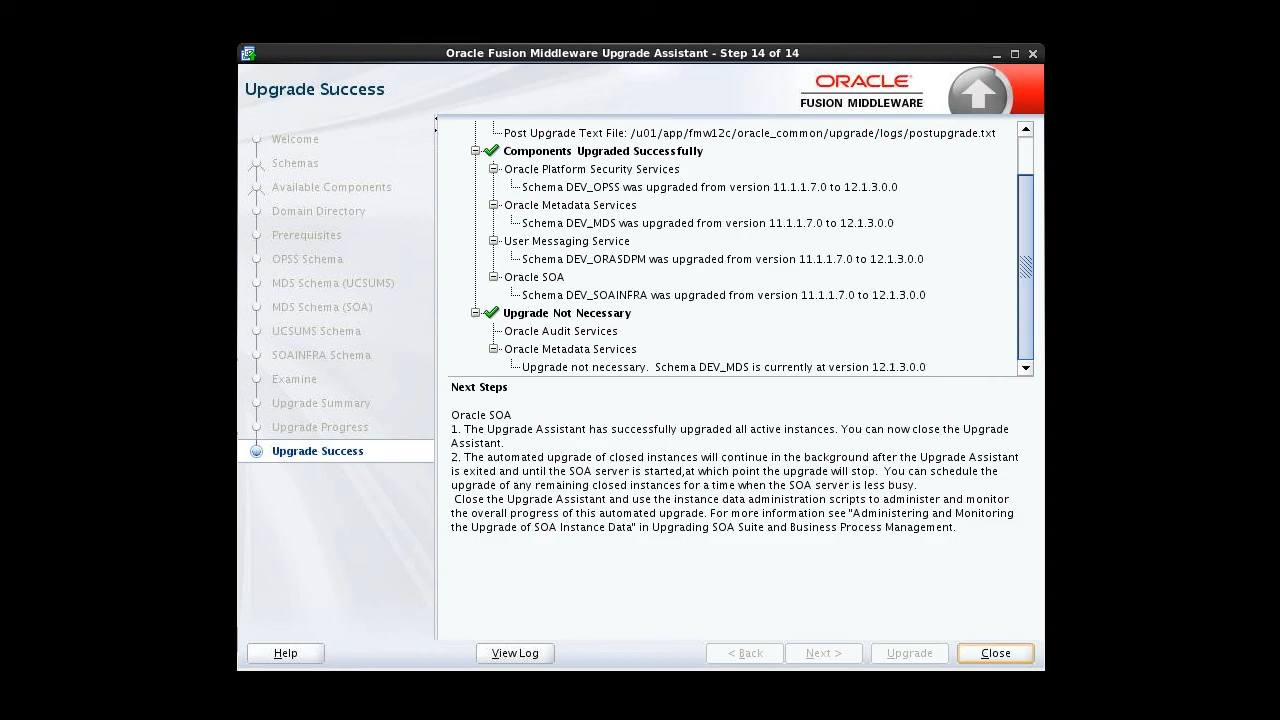 Oracle Fusion Middleware Upgrade Assistant - Step 14 of 14
Upgrade Success
ORACLE
FUSION MIDDLEWARE
Welcome
Schemas
Available Components
Domain Directory
Prerequisites
OPSS Schema
MDS Schema (UCSUMS)
MDS Schema (SOA)
UCSUMS Schema
SOAINFRA Schema
Examine
Upgrade Summary
Upgrade Progress
Upgrade Success
Post Upgrade Text File: /u01/app/fmw12c/oracle_common/upgrade/logs/postupgrade.txt
Components Upgraded Successfully
Oracle Platform Security Services
Schema DEV_OPSS was upgraded from version 11.1.1.7.0 to 12.1.3.0.0
Oracle Metadata Services
Schema DEV_MDS was upgraded from version 11.1.1.7.0 to 12.1.3.0.0
User Messaging Service
Schema DEV_ORASDPM was upgraded from version 11.1.1.7.0 to 12.1.3.0.0
Oracle SOA
Schema DEV_SOAINFRA was upgraded from version 11.1.1.7.0 to 12.1.3.0.0
Upgrade Not Necessary
Oracle Audit Services
Oracle Metadata Services
Upgrade not necessary. Schema DEV_MDS is currently at version 12.1.3.0.0
Next Steps
Oracle SOA
1. The Upgrade Assistant has successfully upgraded all active instances. You can now close the Upgrade
Assistant.
2. The automated upgrade of closed instances will continue in the background after the Upgrade Assistant
is exited and until the SOA server is started,at which point the upgrade will stop. You can schedule the
upgrade of any remaining closed instances for a time when the SOA server is less busy.
Close the Upgrade Assistant and use the instance data administration scripts to administer and monitor
the overall progress of this automated upgrade. For more information see "Administering and Monitoring
the Upgrade of SOA Instance Data" in Upgrading SOA Suite and Business Process Management.
Help
View Log
< Back
Next >
Upgrade
Close